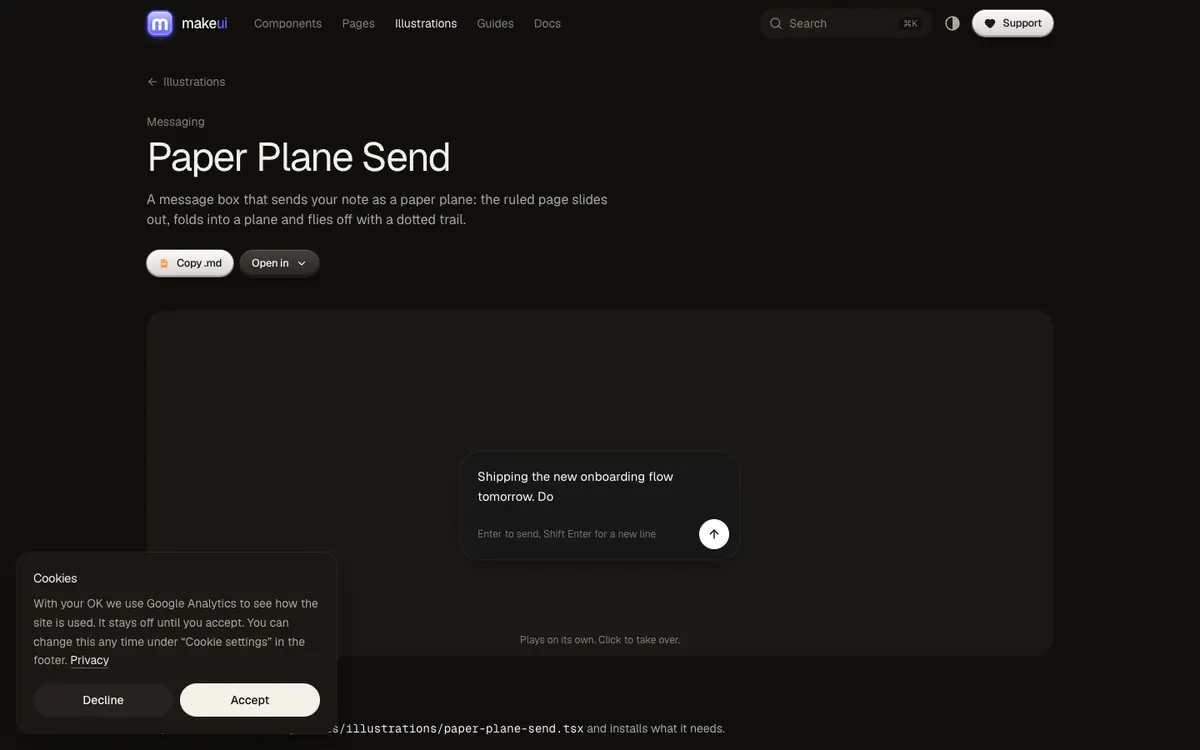 makeui
Components
Pages
Illustrations
Guides
Docs
Search
⌘K
Support
← Illustrations
Messaging
Paper Plane Send
A message box that sends your note as a paper plane: the ruled page slides
out, folds into a plane and flies off with a dotted trail.
Copy .md
Open in
Shipping the new onboarding flow
tomorrow. Do
Enter to send, Shift Enter for a new line
Plays on its own. Click to take over.
Cookies
With your OK we use Google Analytics to see how the
site is used. It stays off until you accept. You can
change this any time under “Cookie settings” in the
footer. Privacy
Decline
Accept
/illustrations/paper-plane-send.tsx and installs what it needs.